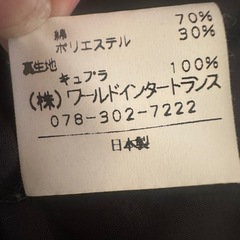 綿 70%
ポリエステル 30%
裏生地
キュプラ 100%
(株)ワールドインタートランス
078-302-7222
日本製